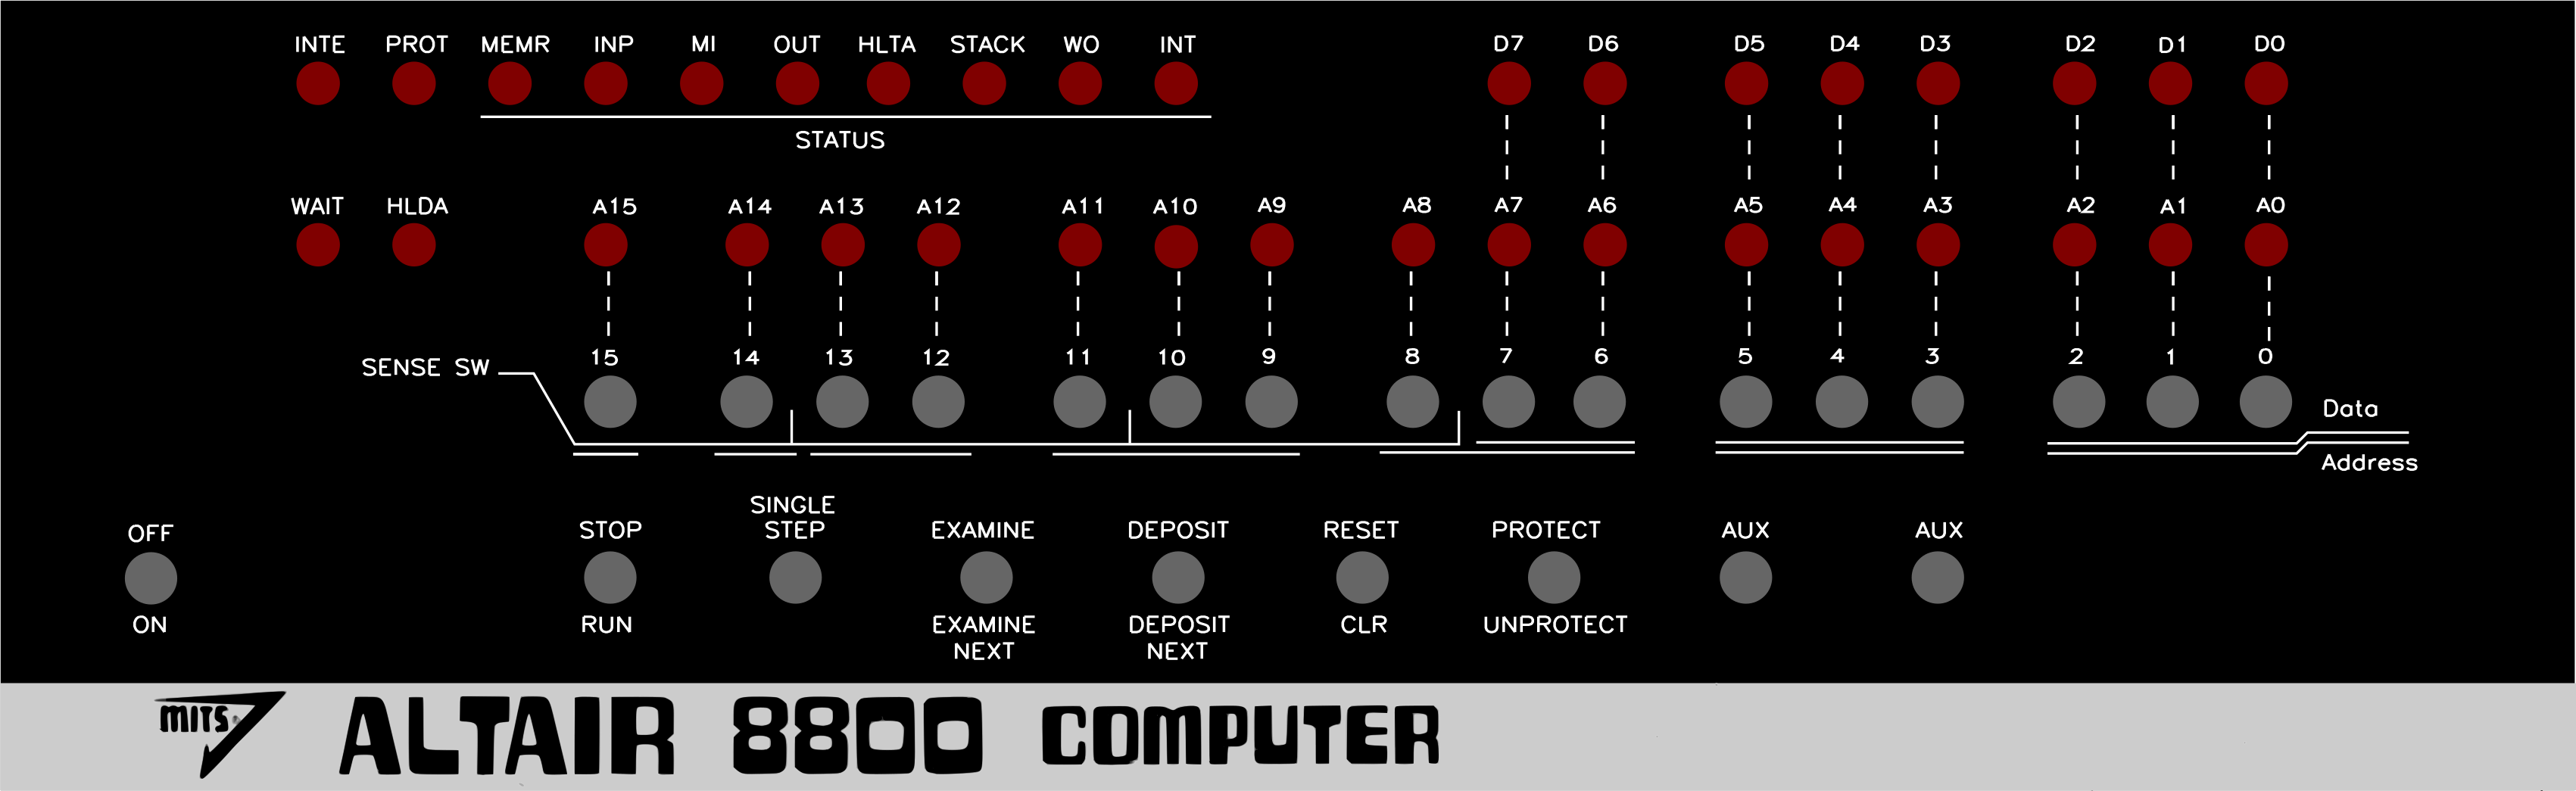 INTE PROT MEMR INP MI OUT HLTA STACK WO INT D7 D6 D5 D4 D3 D2 D1 D0
STATUS
WAIT HLDA A15 A14 A13 A12 A11 A10 A9 A8 A7 A6 A5 A4 A3 A2 A1 A0
15 14 13 12 11 10 9 8 7 6 5 4 3 2 1 0
SENSE SW
Data
Address
OFF
ON
STOP
RUN
SINGLE
STEP
EXAMINE
EXAMINE
NEXT
DEPOSIT
DEPOSIT
NEXT
RESET
CLR
PROTECT
UNPROTECT
AUX
AUX
MITS
ALTAIR 8800 COMPUTER